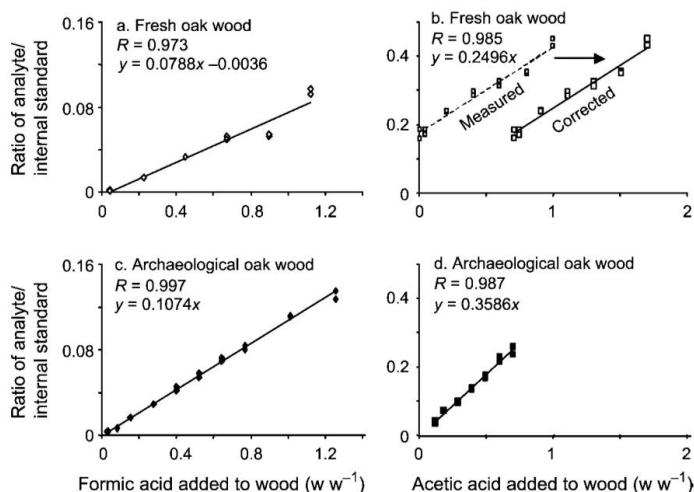 a. Fresh oak wood
R = 0.973
y = 0.0788x –0.0036
Ratio of analyte/
internal standard
0.16
0.08
0
0
0.4
0.8
1.2
b. Fresh oak wood
R = 0.985
y = 0.2496x
Measured
Corrected
0.4
0.2
0
0
1
2
c. Archaeological oak wood
R = 0.997
y = 0.1074x
Ratio of analyte/
internal standard
0.16
0.08
0
0
0.4
0.8
1.2
Formic acid added to wood (w w⁻¹)
d. Archaeological oak wood
R = 0.987
y = 0.3586x
0.4
0.2
0
0
1
2
Acetic acid added to wood (w w⁻¹)